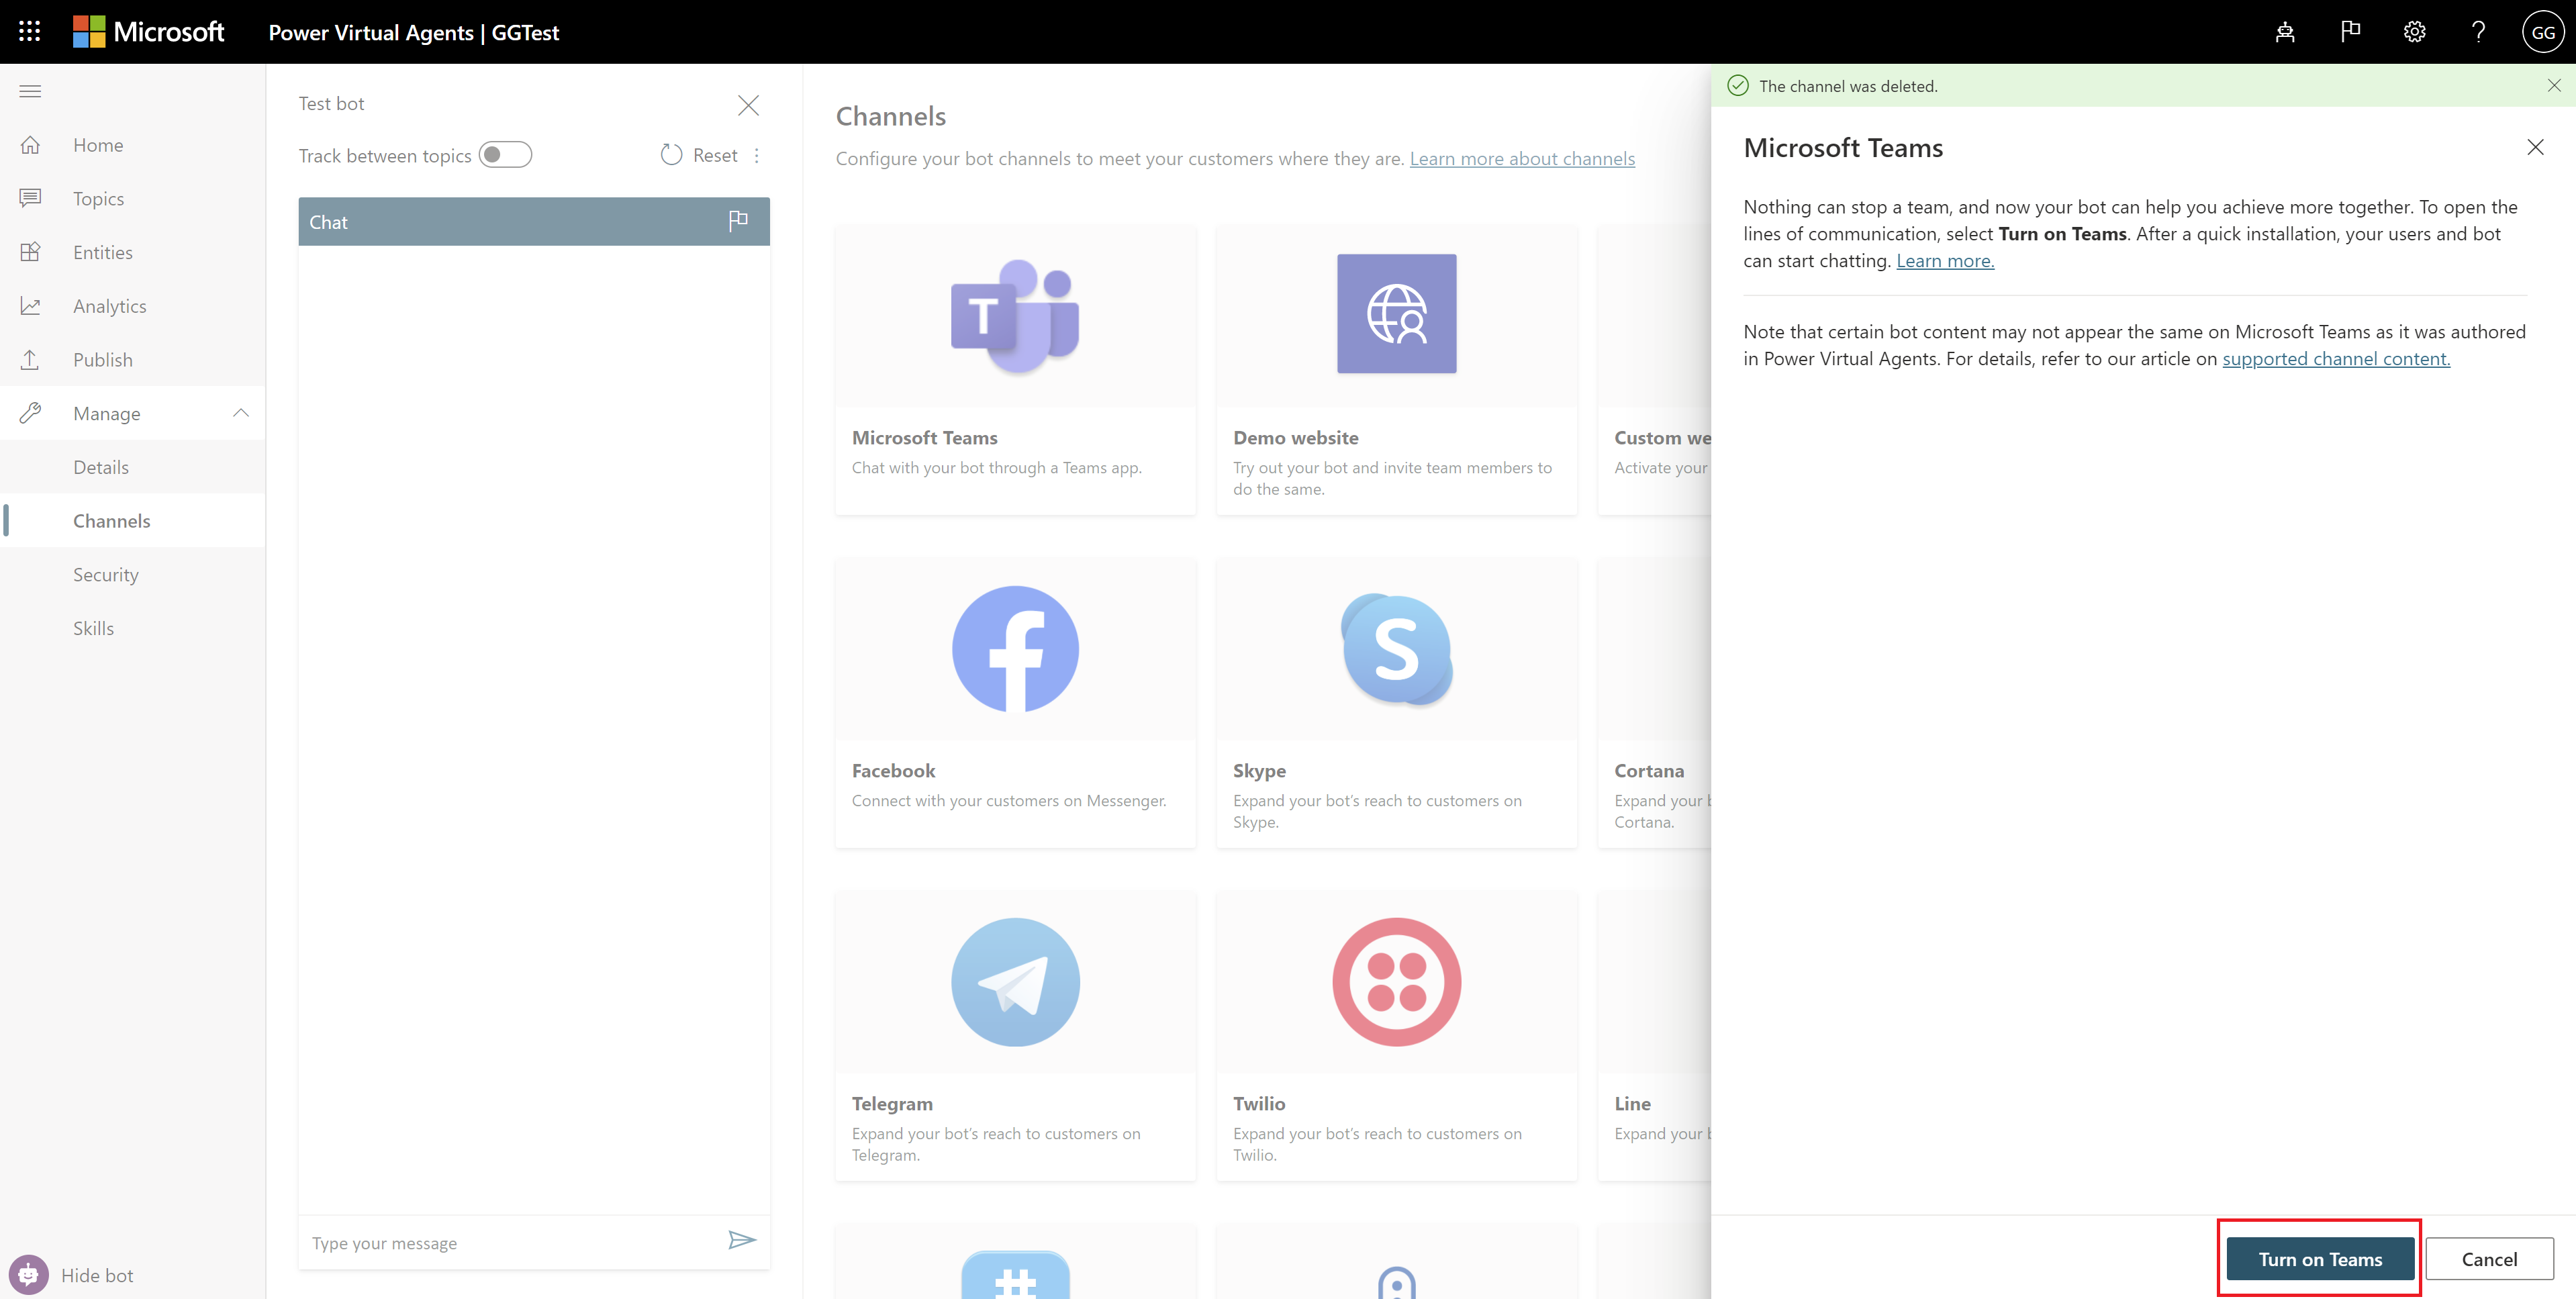 Microsoft
Power Virtual Agents | GGTest
?
GG
Home
Topics
Entities
Analytics
Publish
Manage
Details
Channels
Security
Skills
Hide bot
Test bot
Track between topics
Reset
Chat
Type your message
Channels
Configure your bot channels to meet your customers where they are. Learn more about channels
T
Microsoft Teams
Chat with your bot through a Teams app.
Demo website
Try out your bot and invite team members to
do the same.
Custom we
Activate your
f
Facebook
Connect with your customers on Messenger.
S
Skype
Expand your bot's reach to customers on
Skype.
Cortana
Expand your b
Cortana.
Telegram
Expand your bot's reach to customers on
Telegram.
Twilio
Expand your bot's reach to customers on
Twilio.
Line
Expand your b
#
The channel was deleted.
Microsoft Teams
Nothing can stop a team, and now your bot can help you achieve more together. To open the
lines of communication, select Turn on Teams. After a quick installation, your users and bot
can start chatting. Learn more.
Note that certain bot content may not appear the same on Microsoft Teams as it was authored
in Power Virtual Agents. For details, refer to our article on supported channel content.
Turn on Teams
Cancel